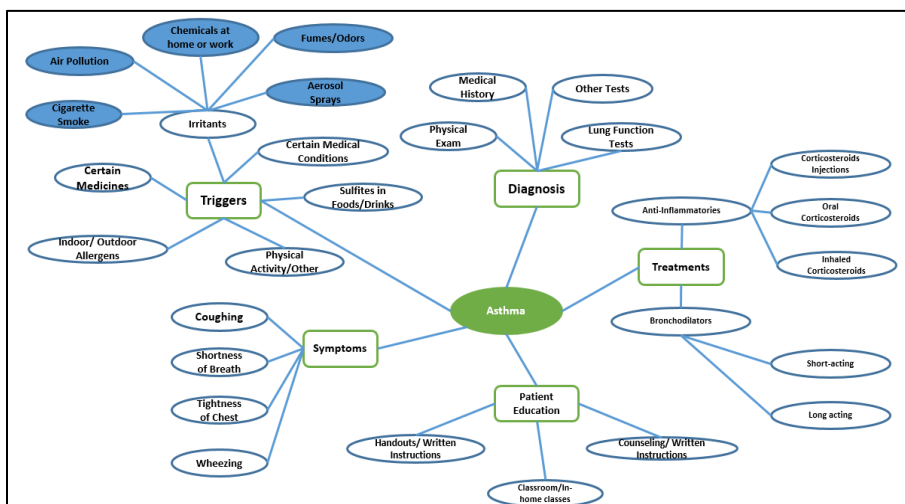 Chemicals at
home or work
Fumes/Odors
Air Pollution
Aerosol
Sprays
Cigarette
Smoke
Irritants
Certain Medical
Conditions
Certain
Medicines
Triggers
Sulfites in
Foods/Drinks
Indoor/ Outdoor
Allergens
Physical
Activity/Other
Medical
History
Other Tests
Physical
Exam
Lung Function
Tests
Diagnosis
Corticosteroids
Injections
Anti-Inflammatories
Oral
Corticosteroids
Inhaled
Corticosteroids
Treatments
Bronchodilators
Short-acting
Long acting
Asthma
Coughing
Symptoms
Shortness
of Breath
Tightness
of Chest
Wheezing
Patient
Education
Handouts/ Written
Instructions
Counseling/ Written
Instructions
Classroom/In-
home classes